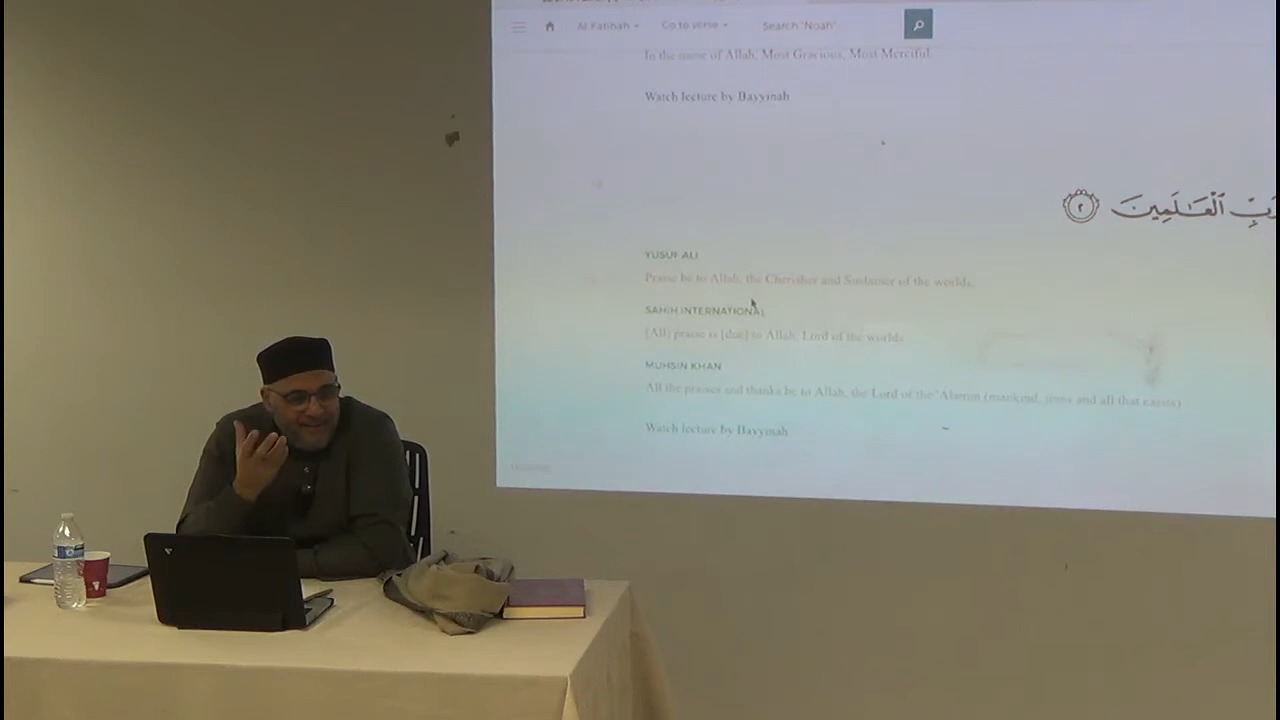 Al Fatihah Go to verse Search "Noah"
In the name of Allah, Most Gracious, Most Merciful.
Watch lecture by Bayyinah
رَبِّ ٱلْعَـٰلَمِينَ ٢
YUSUF ALI
Praise be to Allah, the Cherisher and Sustainer of the worlds;
SAHIH INTERNATIONAL
[All] praise is [due] to Allah, Lord of the worlds
MUHSIN KHAN
All the praises and thanks be to Allah, the Lord of the 'Alamin (mankind, jinns and all that exists)
Watch lecture by Bayyinah